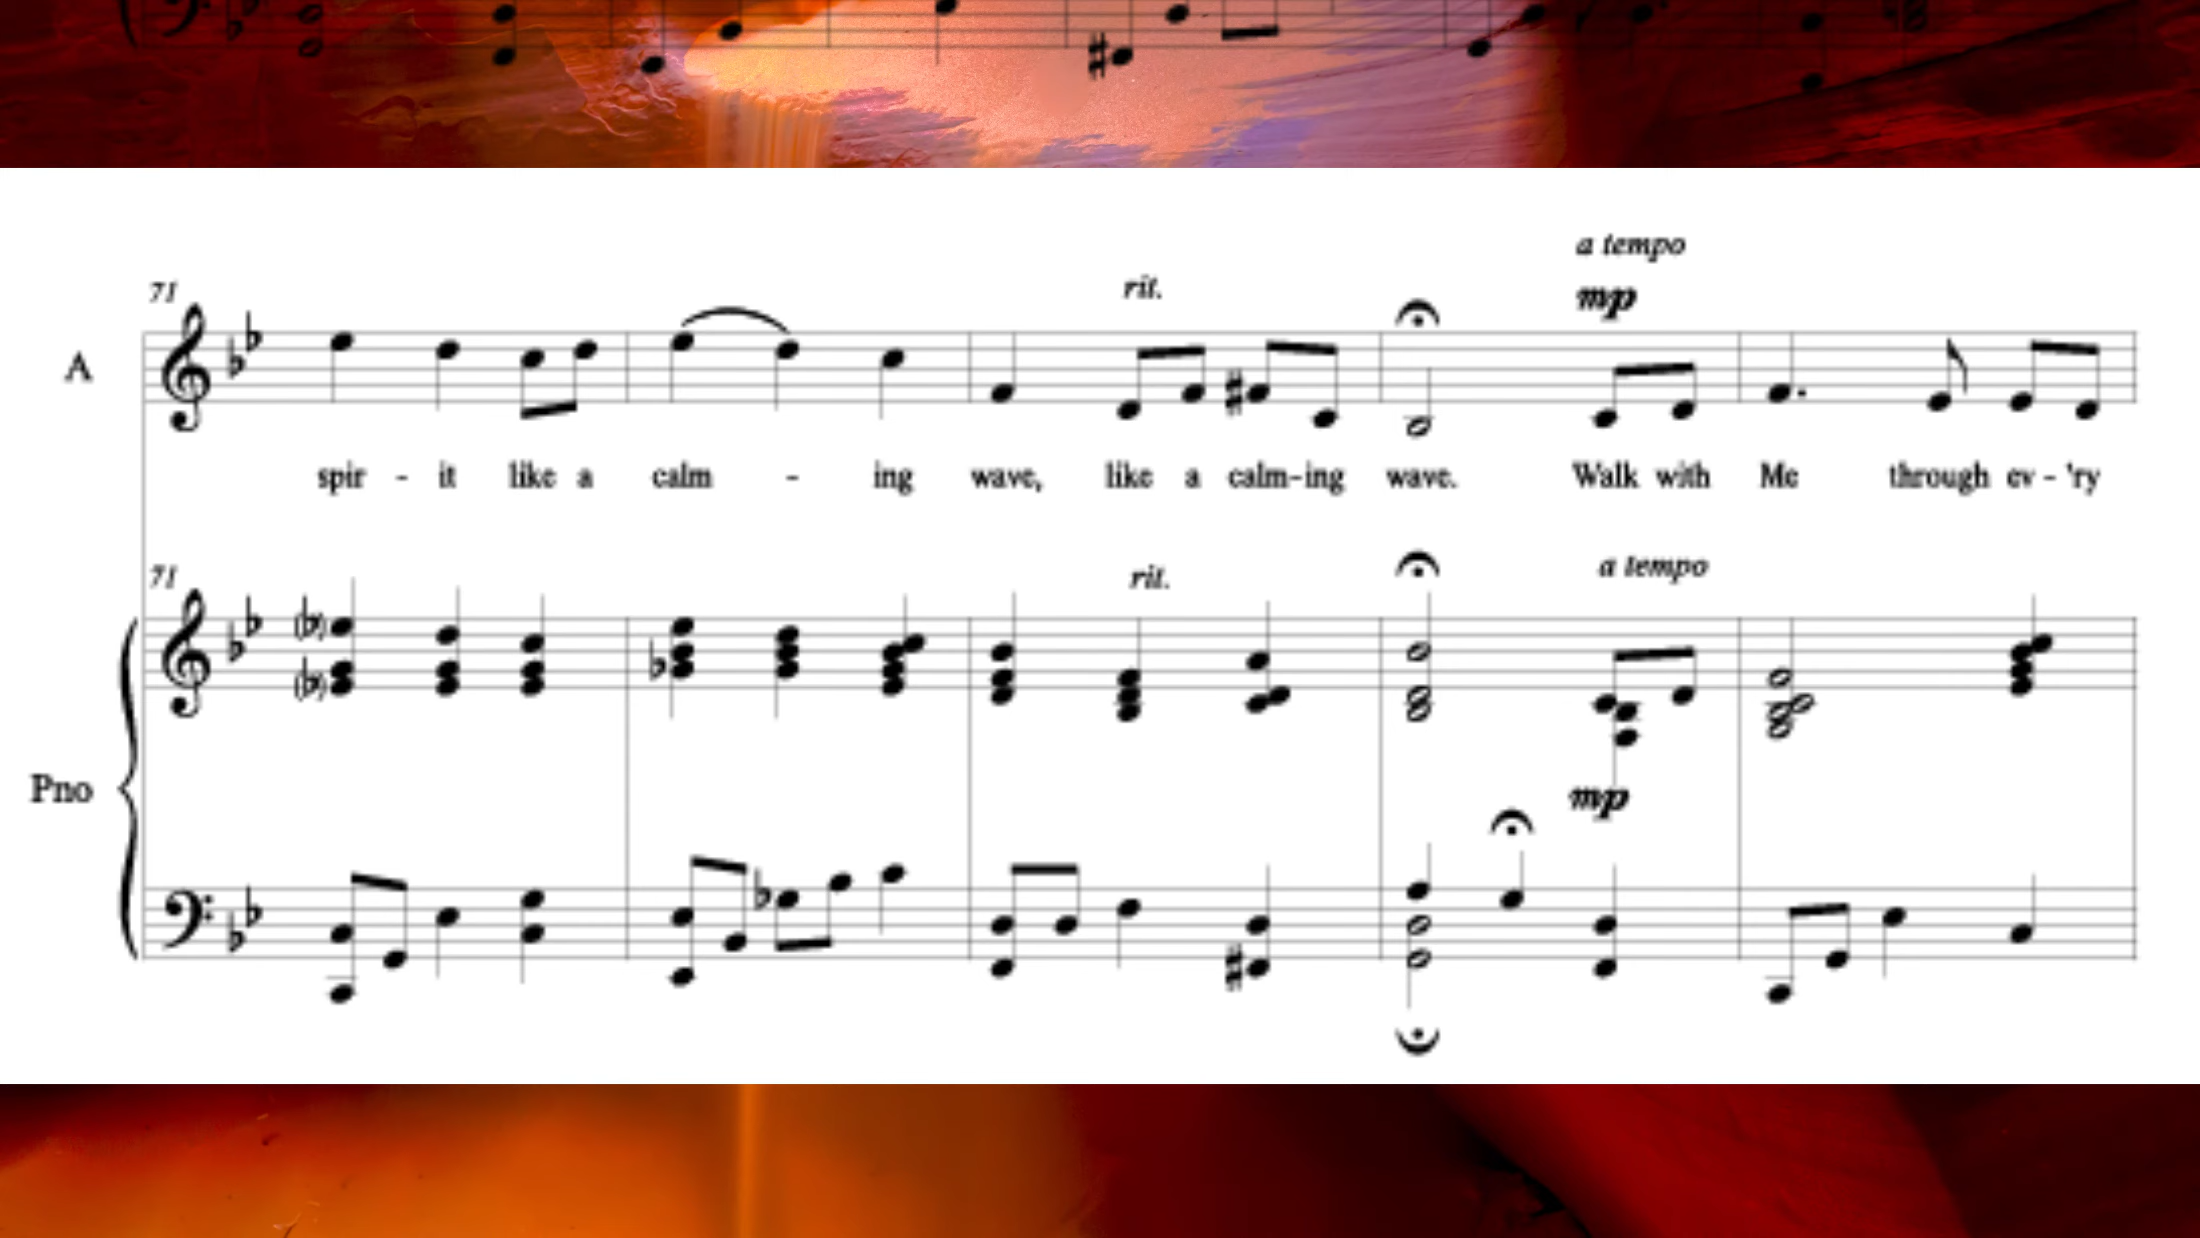 a tempo
71
rit.
mp
A
spir - it like a calm - ing wave, like a calm-ing wave. Walk with Me through ev - 'ry
71
rit.
a tempo
Pno
mp